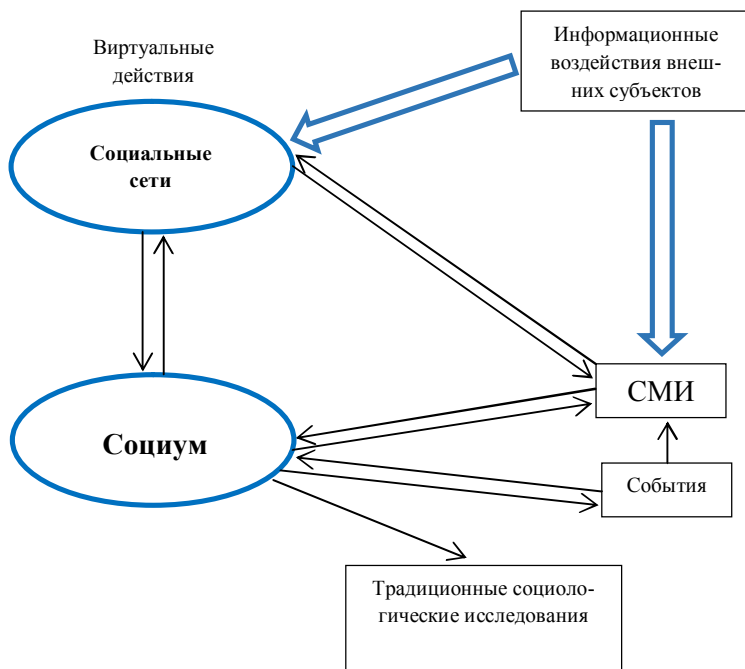 Виртуальные
действия
Информационные
воздействия внеш-
них субъектов
Социальные
сети
СМИ
Социум
События
Традиционные социоло-
гические исследования